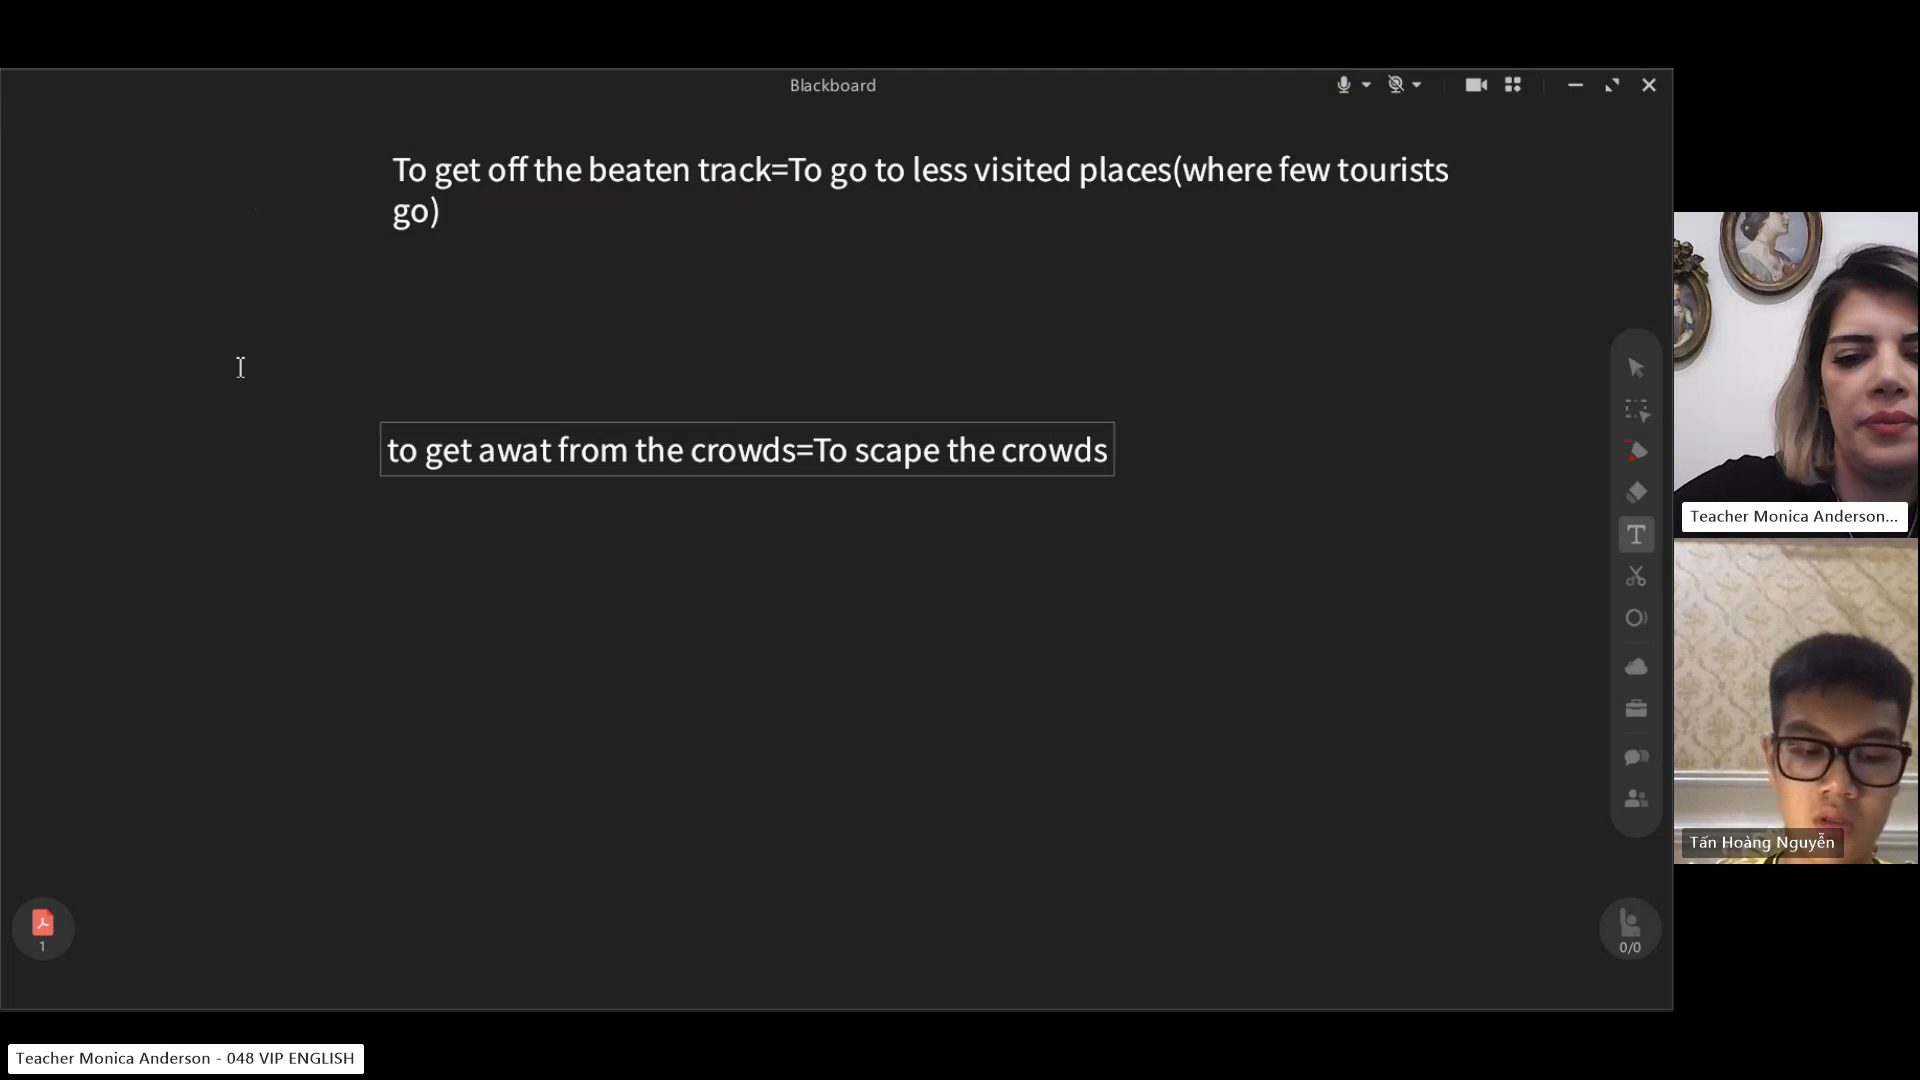 Blackboard
To get off the beaten track=To go to less visited places(where few tourists
go)
to get awat from the crowds=To scape the crowds
Teacher Monica Anderson...
Tấn Hoàng Nguyễn
1
0/0
Teacher Monica Anderson - 048 VIP ENGLISH